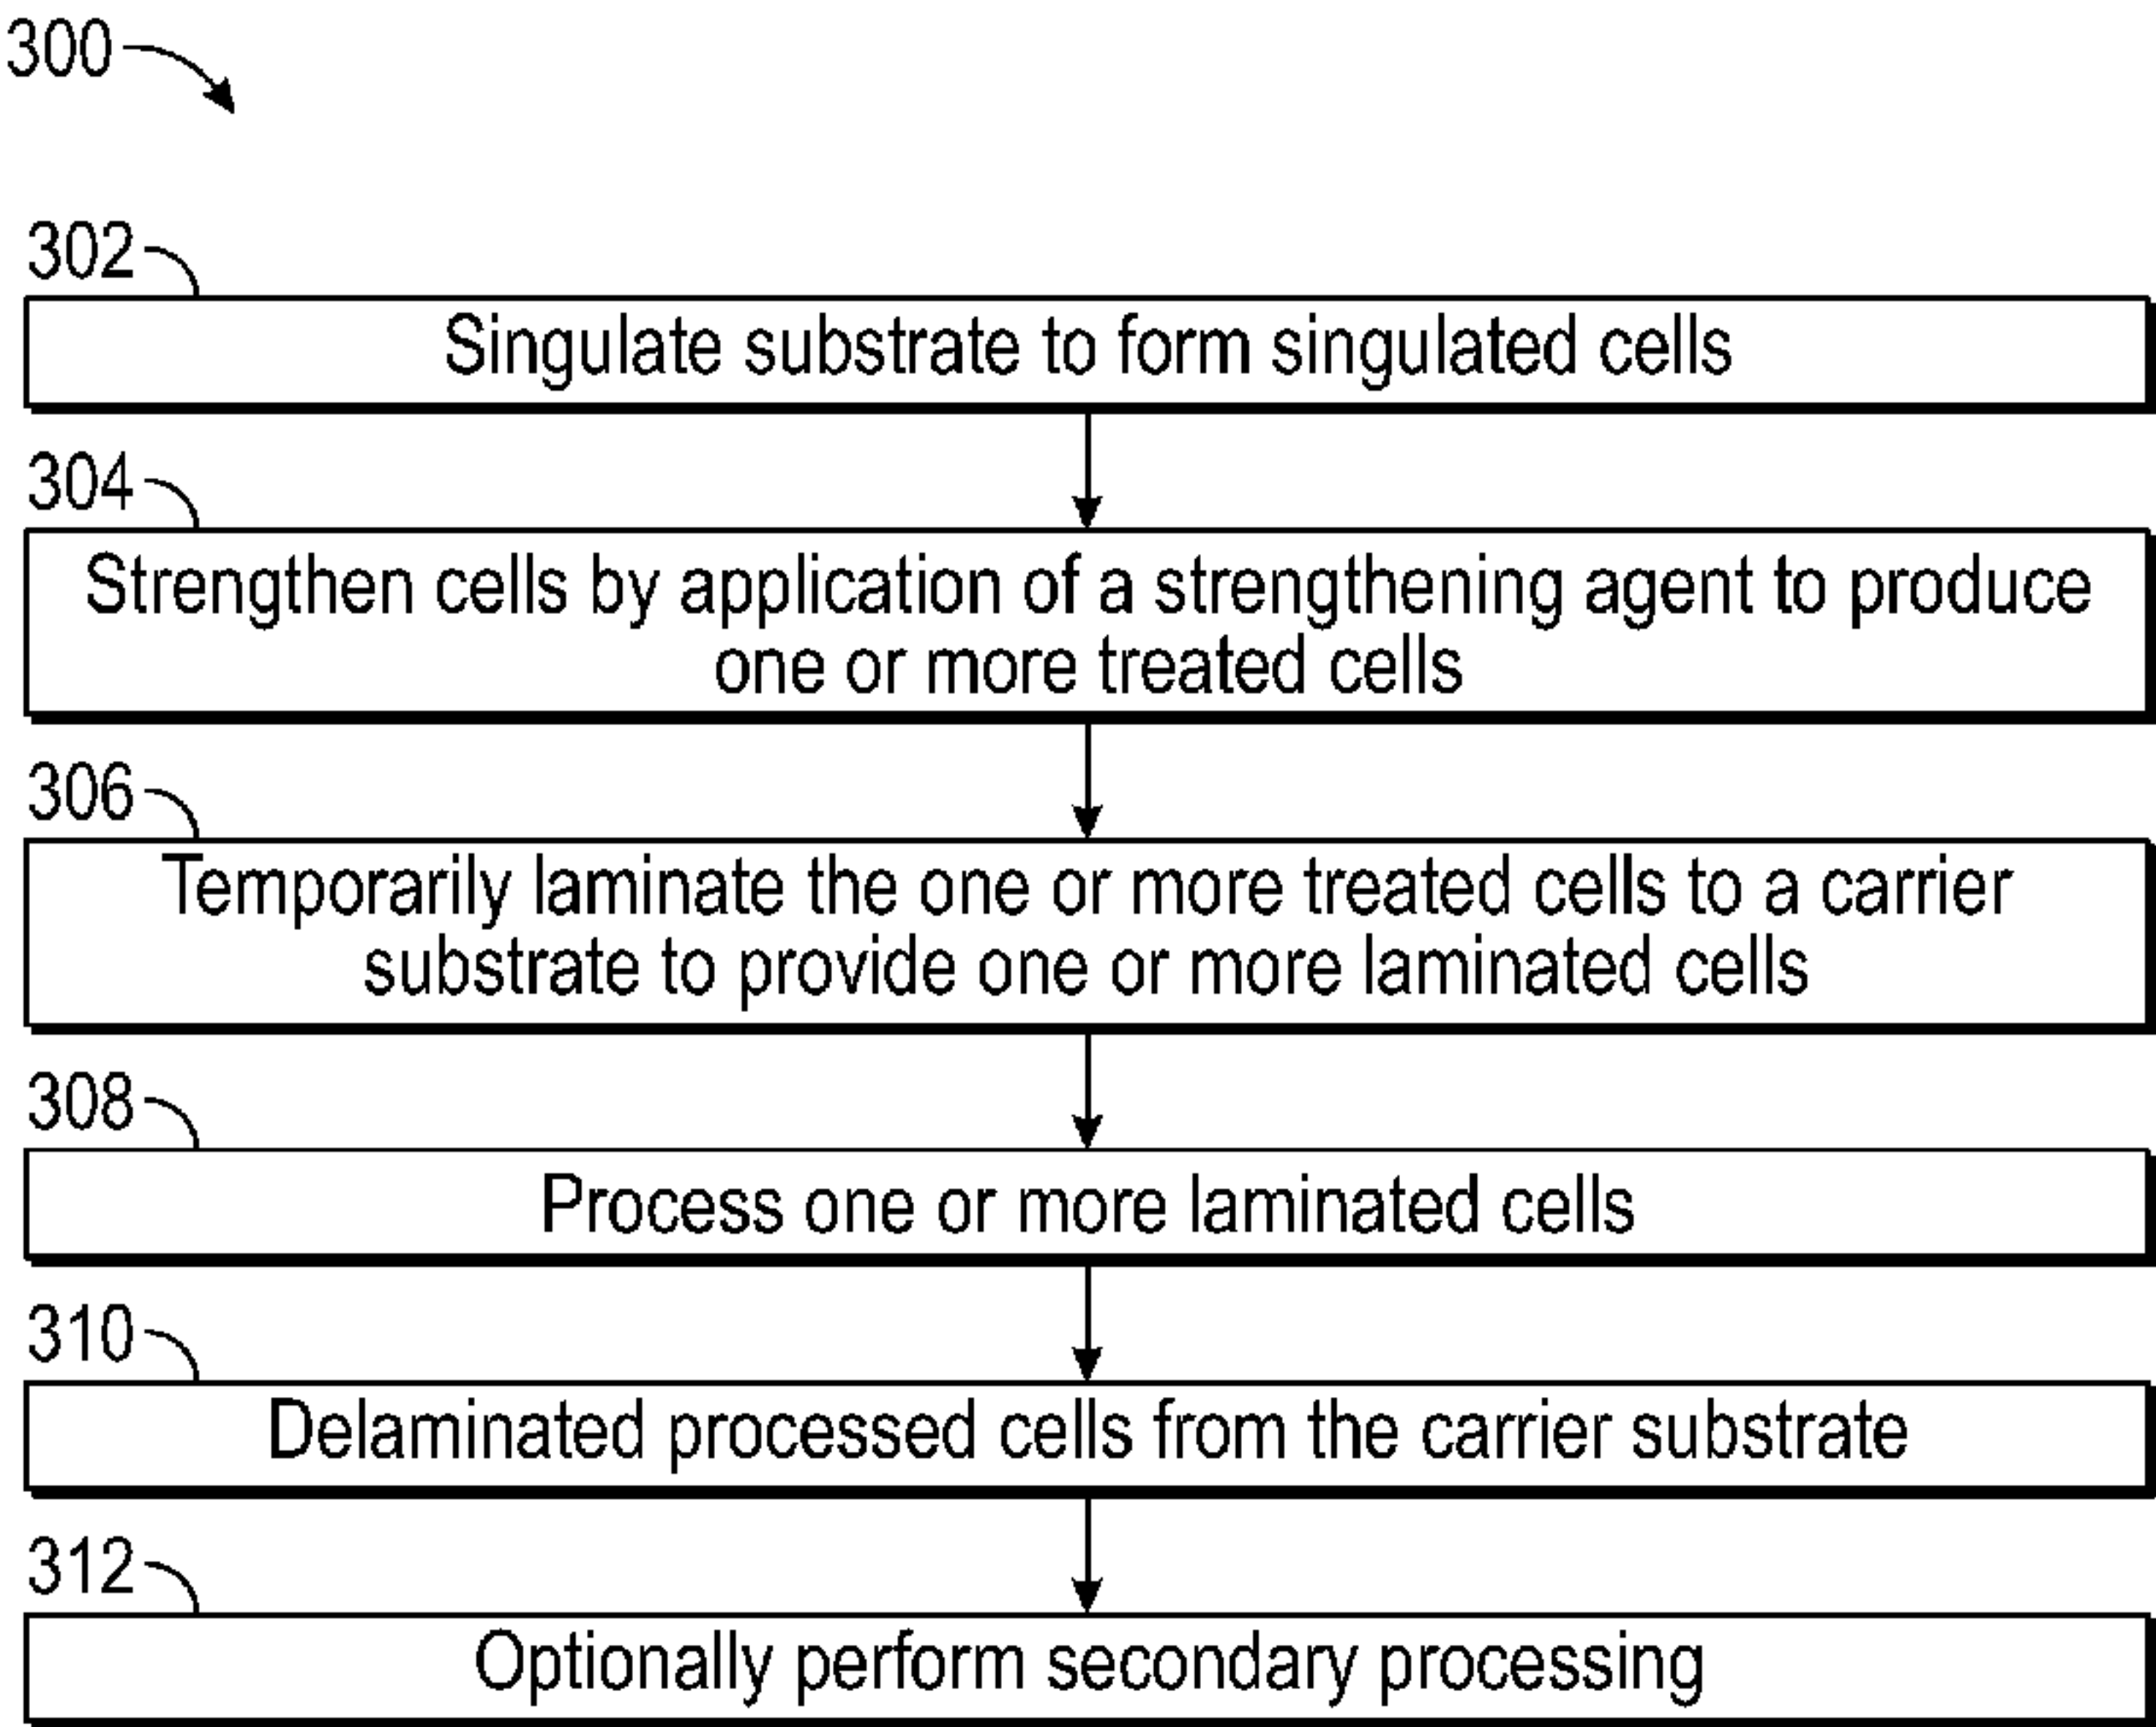 300
302
Singulate substrate to form singulated cells
304
Strengthen cells by application of a strengthening agent to produce
one or more treated cells
306
Temporarily laminate the one or more treated cells to a carrier
substrate to provide one or more laminated cells
308
Process one or more laminated cells
310
Delaminated processed cells from the carrier substrate
312
Optionally perform secondary processing